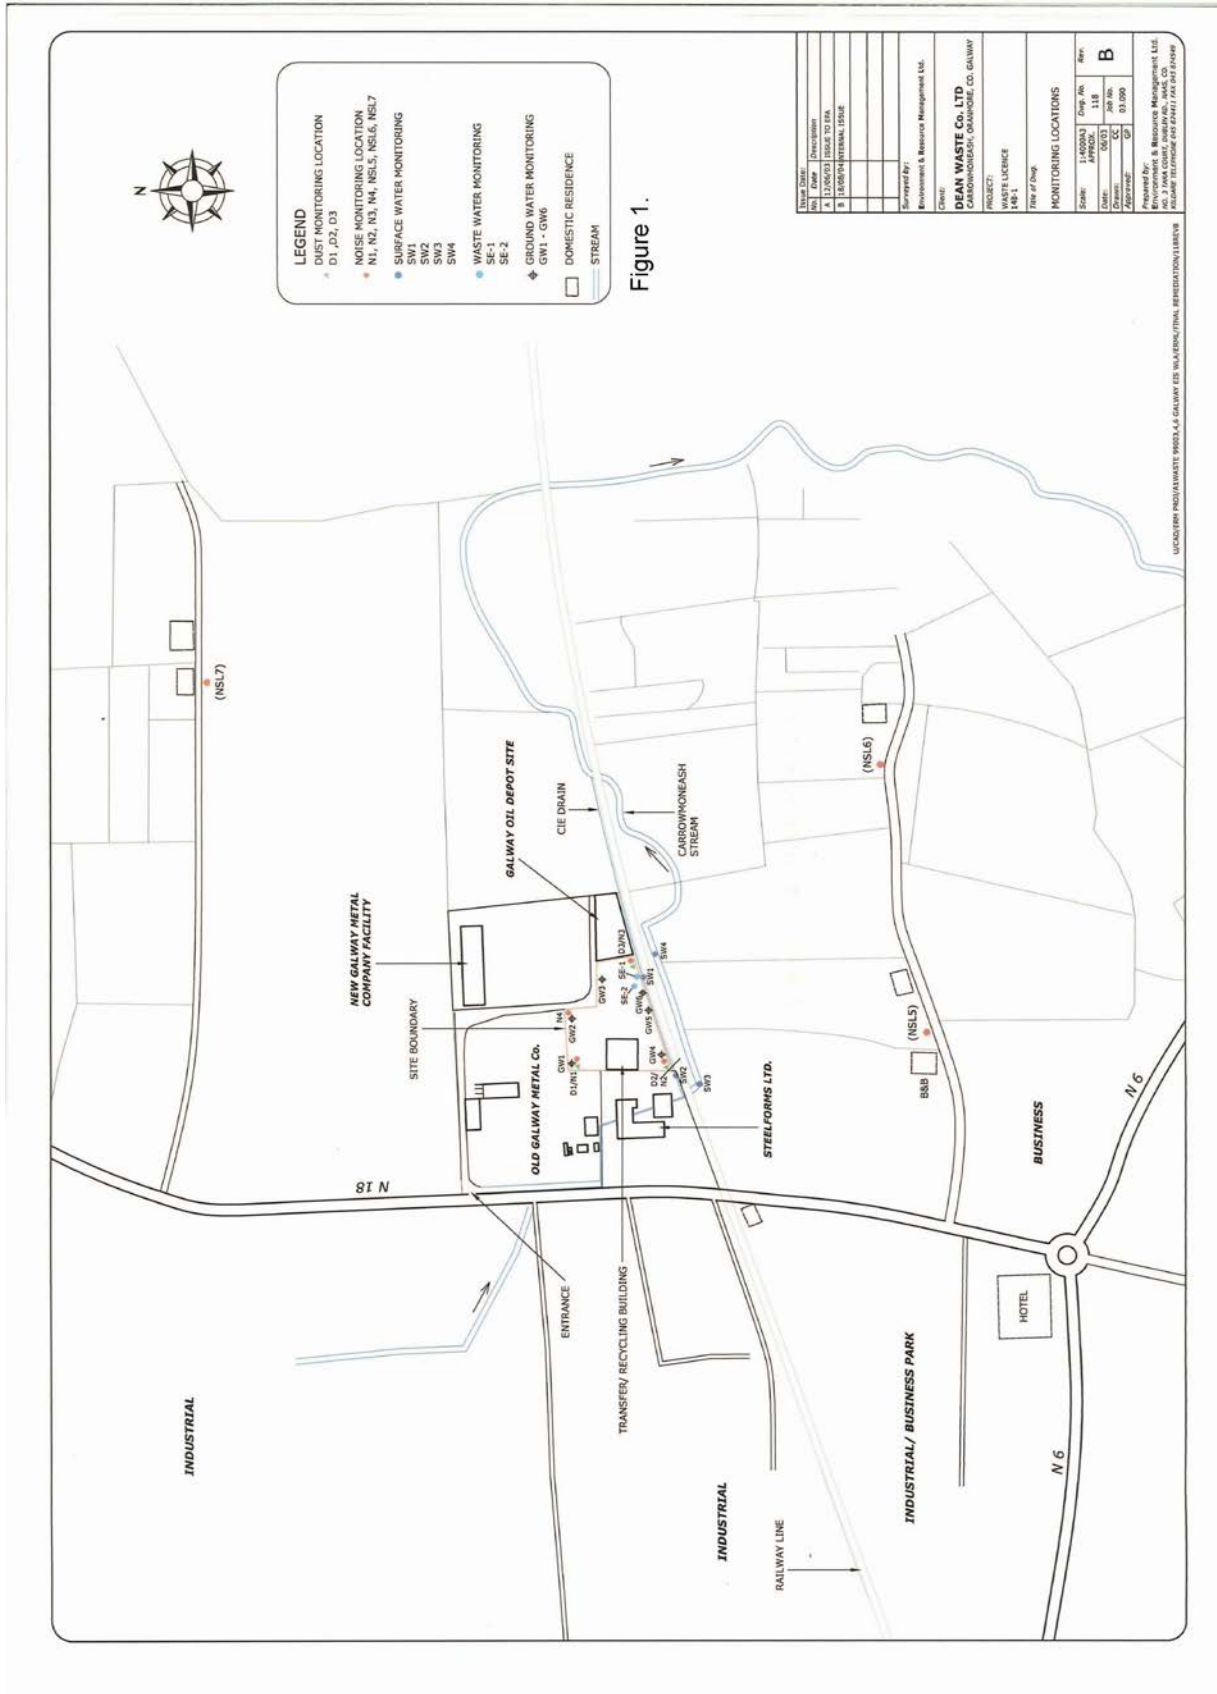 N
LEGEND
DUST MONITORING LOCATION
D1 ,D2, D3
NOISE MONITORING LOCATION
N1, N2, N3, N4, NSL5, NSL6, NSL7
SURFACE WATER MONITORING
SW1
SW2
SW3
SW4
WASTE WATER MONITORING
SE-1
SE-2
GROUND WATER MONITORING
GW1 - GW6
DOMESTIC RESIDENCE
STREAM
Figure 1.
INDUSTRIAL
N 18
(NSL7)
NEW GALWAY METAL
COMPANY FACILITY
SITE BOUNDARY
GALWAY OIL DEPOT SITE
CIE DRAIN
CARROWMONEASH
STREAM
ENTRANCE
OLD GALWAY METAL Co.
GW1
D1/N1
N4
GW2
GW3
SE-1
D3/N3
SE-2
SW1
GW6
GW5
GW4
D2/
N2
SW2
SW3
SW4
TRANSFER/ RECYCLING BUILDING
STEELFORMS LTD.
INDUSTRIAL
RAILWAY LINE
(NSL6)
(NSL5)
B&B
INDUSTRIAL/ BUSINESS PARK
HOTEL
BUSINESS
N 6
N 6
Issue Date:
No. Date Description
A 12/06/03 ISSUE TO EPA
B 18/08/04 INTERNAL ISSUE
Surveyed by:
Environment & Resource Management Ltd.
Client:
DEAN WASTE Co. LTD
CARROWMONEASH, ORANMORE, CO. GALWAY
PROJECT:
WASTE LICENCE
148-1
Title of Dwg.
MONITORING LOCATIONS
Scale: 1:4000A3 APPROX.
Dwg. No. 118
Rev. B
Date: 06/03
Job No. 03.090
Drawn: CC
Approved: GP
Prepared by:
Environment & Resource Management Ltd.